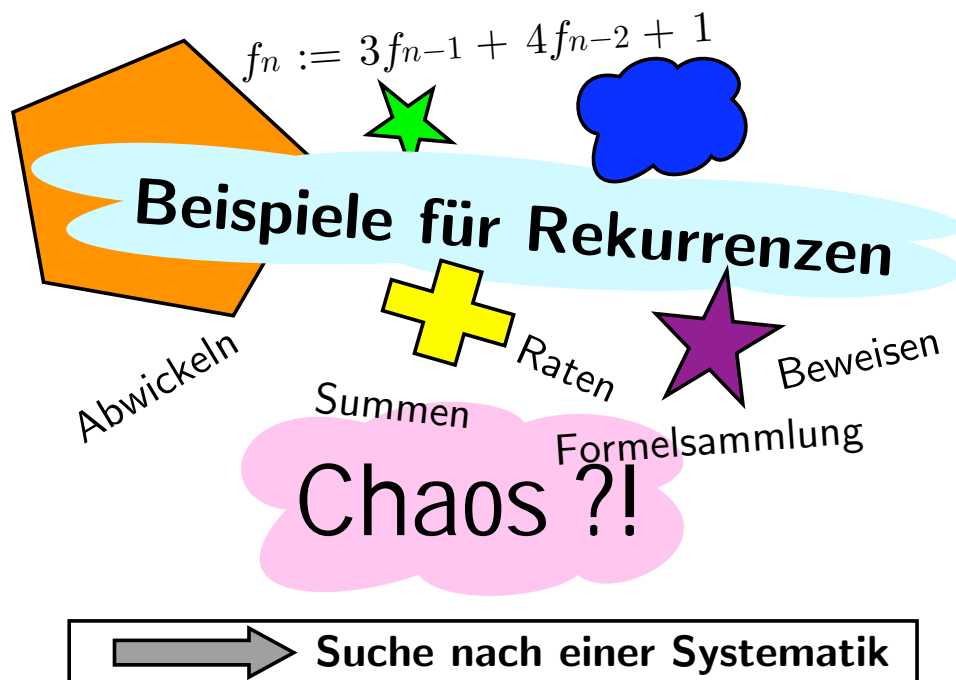 fₙ := 3fₙ₋₁ + 4fₙ₋₂ + 1
Beispiele für Rekurrenzen
Abwickeln
Raten
Beweisen
Summen
Formelsammlung
Chaos ?!
Suche nach einer Systematik